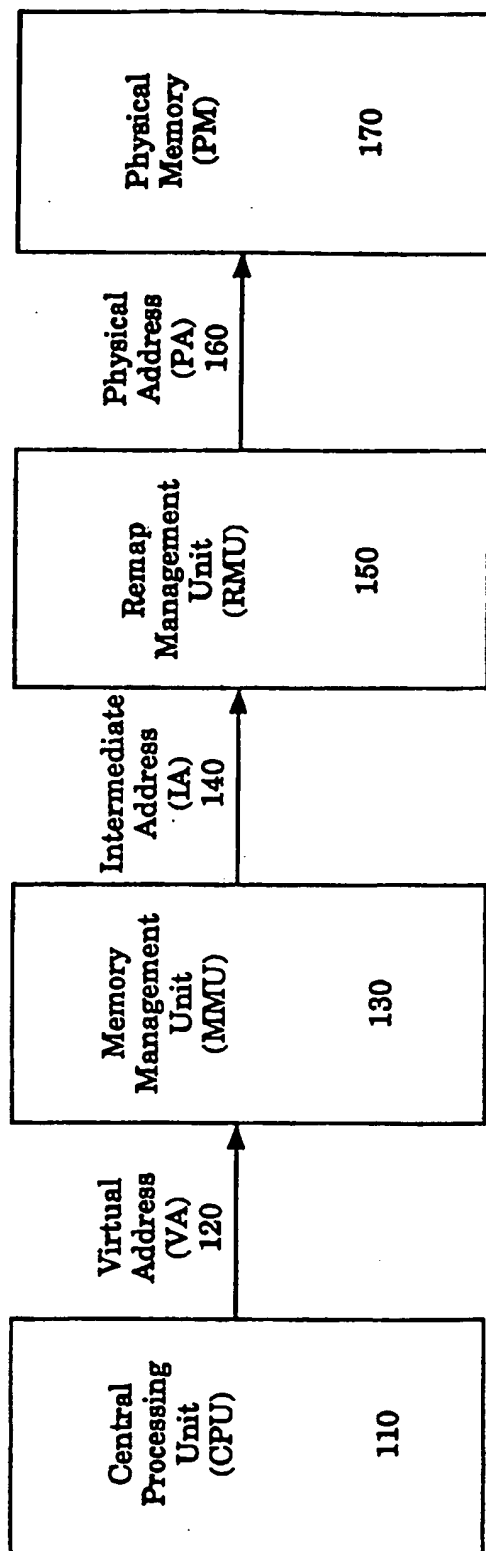 Central
Processing
Unit
(CPU)
110
Virtual
Address
(VA)
120
Memory
Management
Unit
(MMU)
130
Intermediate
Address
(IA)
140
Remap
Management
Unit
(RMU)
150
Physical
Address
(PA)
160
Physical
Memory
(PM)
170